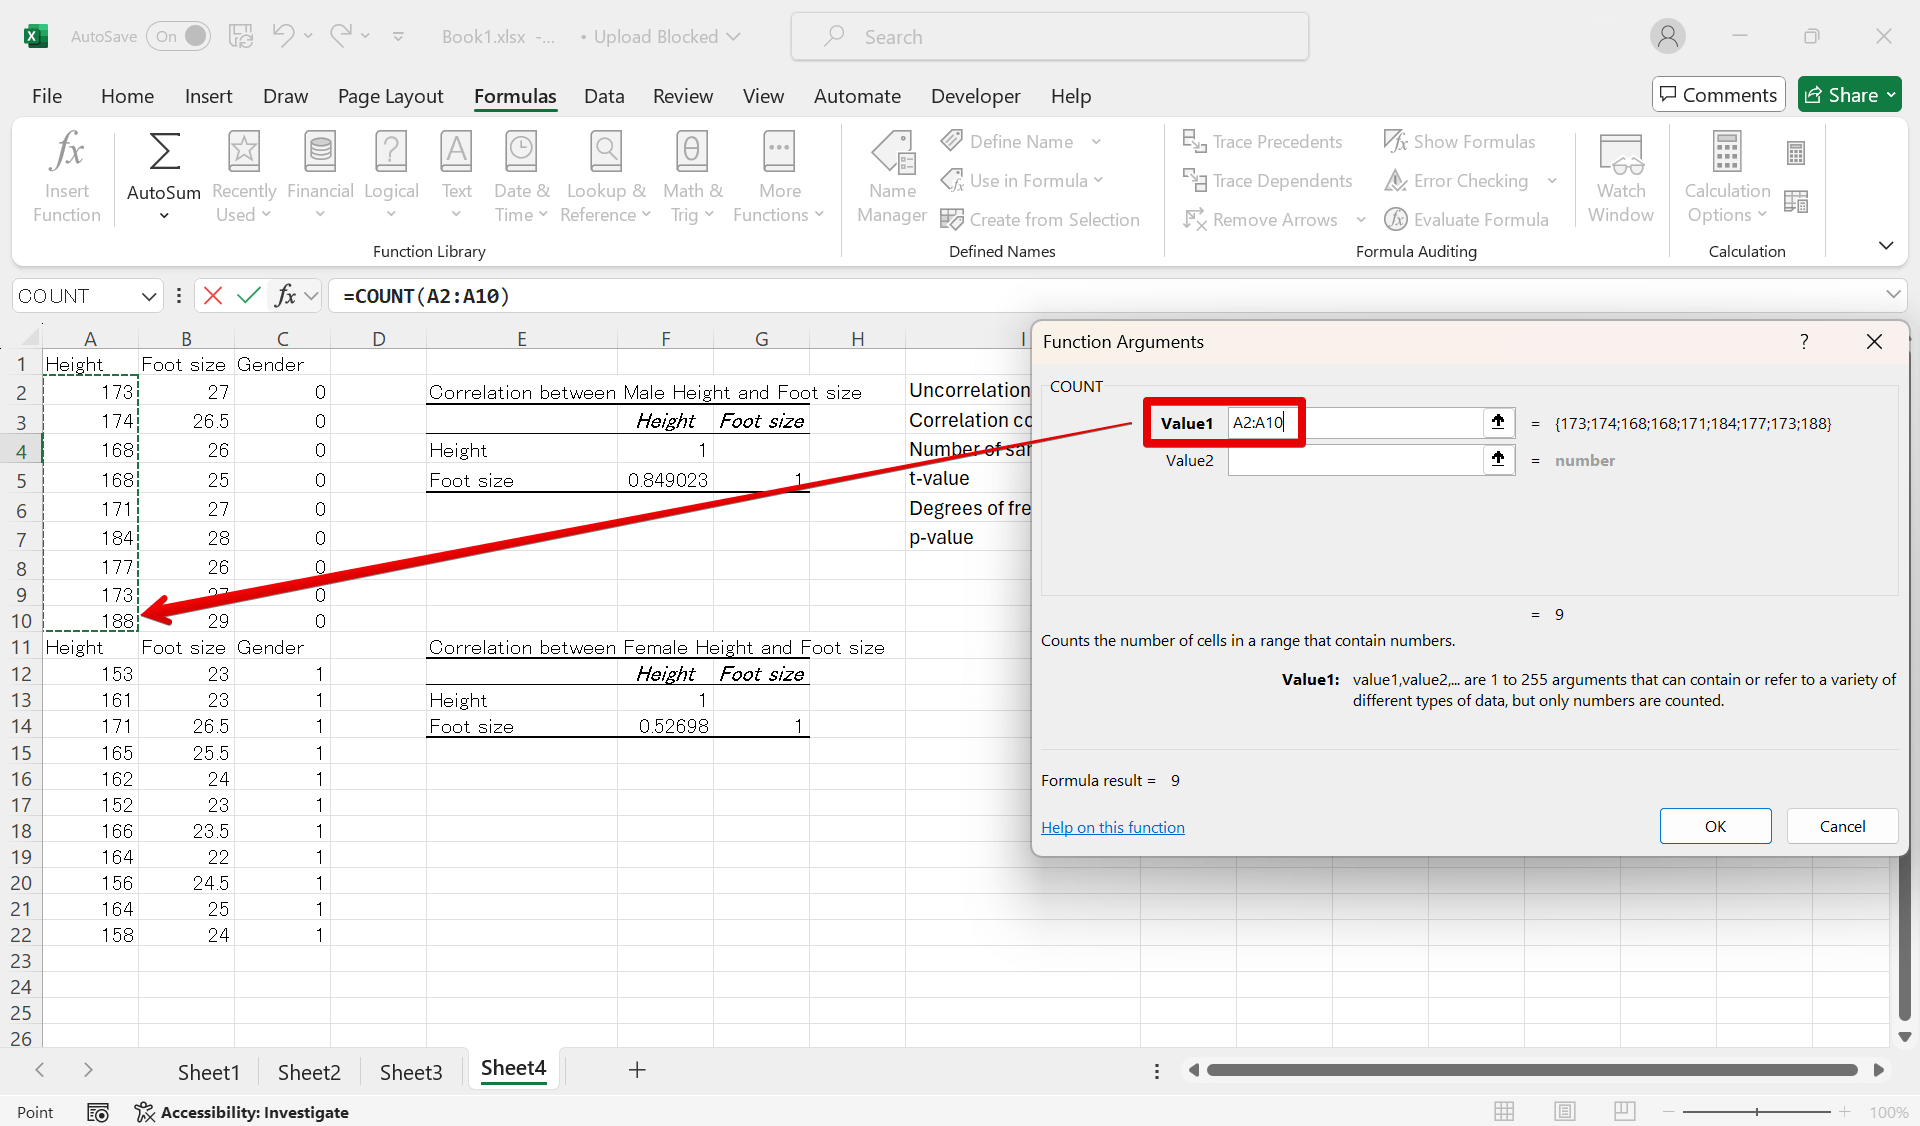 AutoSave On Book1.xlsx -... • Upload Blocked Search
File Home Insert Draw Page Layout Formulas Data Review View Automate Developer Help Comments Share
Insert Function
AutoSum
Recently Used
Financial
Logical
Text
Date & Time
Lookup & Reference
Math & Trig
More Functions
Function Library
Name Manager
Define Name
Use in Formula
Create from Selection
Defined Names
Trace Precedents
Trace Dependents
Remove Arrows
Show Formulas
Error Checking
Evaluate Formula
Formula Auditing
Watch Window
Calculation Options
Calculation
COUNT fx =COUNT(A2:A10)
A B C D E F G H I
1 Height Foot size Gender
2 173 27 0 Correlation between Male Height and Foot size Uncorrelation
3 174 26.5 0 Height Foot size Correlation co
4 168 26 0 Height 1 Number of sar
5 168 25 0 Foot size 0.849023 1 t-value
6 171 27 0 Degrees of fre
7 184 28 0 p-value
8 177 26 0
9 173 27 0
10 188 29 0
11 Height Foot size Gender Correlation between Female Height and Foot size
12 153 23 1 Height Foot size
13 161 23 1 Height 1
14 171 26.5 1 Foot size 0.52698 1
15 165 25.5 1
16 162 24 1
17 152 23 1
18 166 23.5 1
19 164 22 1
20 156 24.5 1
21 164 25 1
22 158 24 1
23
24
25
26
Function Arguments ?
COUNT
Value1 A2:A10 = {173;174;168;168;171;184;177;173;188}
Value2 = number
= 9
Counts the number of cells in a range that contain numbers.
Value1: value1,value2,... are 1 to 255 arguments that can contain or refer to a variety of
different types of data, but only numbers are counted.
Formula result = 9
Help on this function OK Cancel
Sheet1 Sheet2 Sheet3 Sheet4 +
Point Accessibility: Investigate 100%